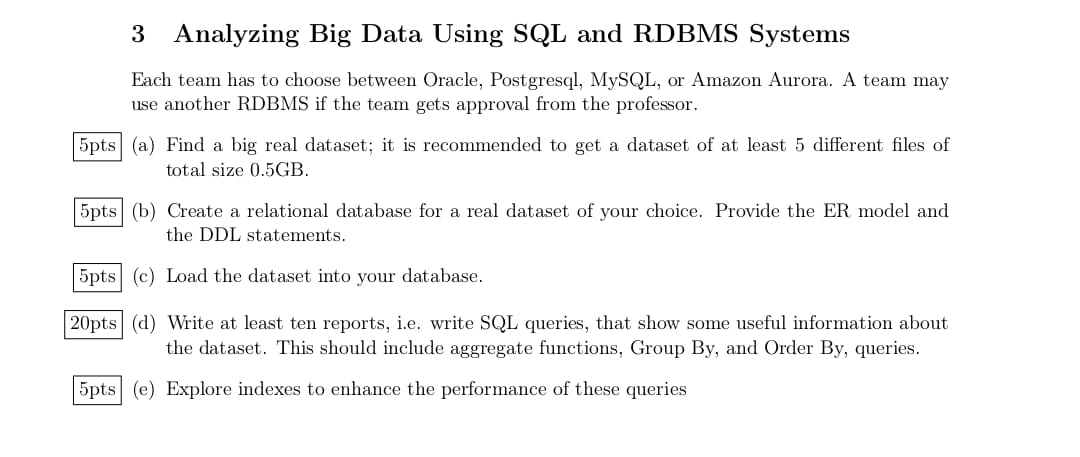 3 Analyzing Big Data Using SQL and RDBMS Systems
Each team has to choose between Oracle, Postgresql, MySQL, or Amazon Aurora. A team may
use another RDBMS if the team gets approval from the professor.
5pts (a) Find a big real dataset; it is recommended to get a dataset of at least 5 different files of
total size 0.5GB.
5pts (b) Create a relational database for a real dataset of your choice. Provide the ER model and
the DDL statements.
5pts (c) Load the dataset into your database.
20pts (d) Write at least ten reports, i.e. write SQL queries, that show some useful information about
the dataset. This should include aggregate functions, Group By, and Order By, queries.
5pts (e) Explore indexes to enhance the performance of these queries